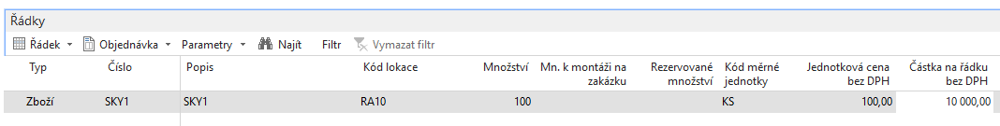 Řádky
Řádek Objednávka Parametry Najít Filtr Vymazat filtr
Typ Číslo Popis Kód lokace Množství Mn. k montáži na zakázku Rezervované množství Kód měrné jednotky Jednotková cena bez DPH Částka na řádku bez DPH
Zboží SKY1 SKY1 RA10 100 KS 100,00 10 000,00